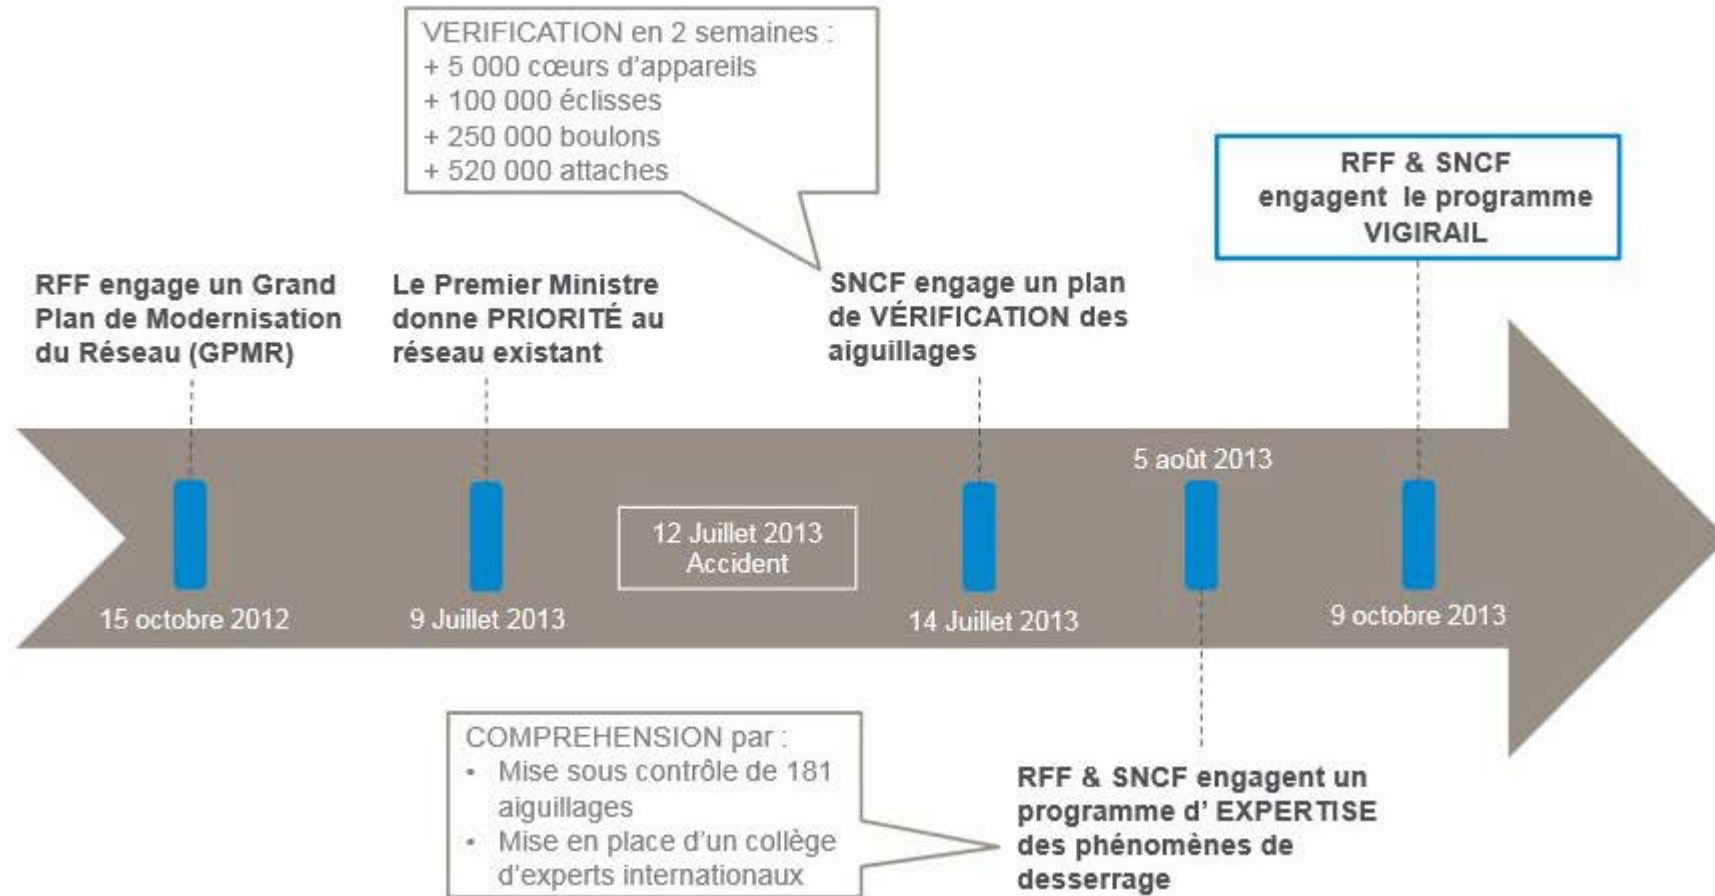 VERIFICATION en 2 semaines :
+ 5 000 cœurs d'appareils
+ 100 000 éclisses
+ 250 000 boulons
+ 520 000 attaches
RFF & SNCF
engagent le programme
VIGIRAIL
RFF engage un Grand
Plan de Modernisation
du Réseau (GPMR)
Le Premier Ministre
donne PRIORITÉ au
réseau existant
SNCF engage un plan
de VÉRIFICATION des
aiguillages
15 octobre 2012
9 Juillet 2013
12 Juillet 2013
Accident
14 Juillet 2013
5 août 2013
9 octobre 2013
COMPREHENSION par :
• Mise sous contrôle de 181
aiguillages
• Mise en place d'un collège
d'experts internationaux
RFF & SNCF engagent un
programme d' EXPERTISE
des phénomènes de
desserrage